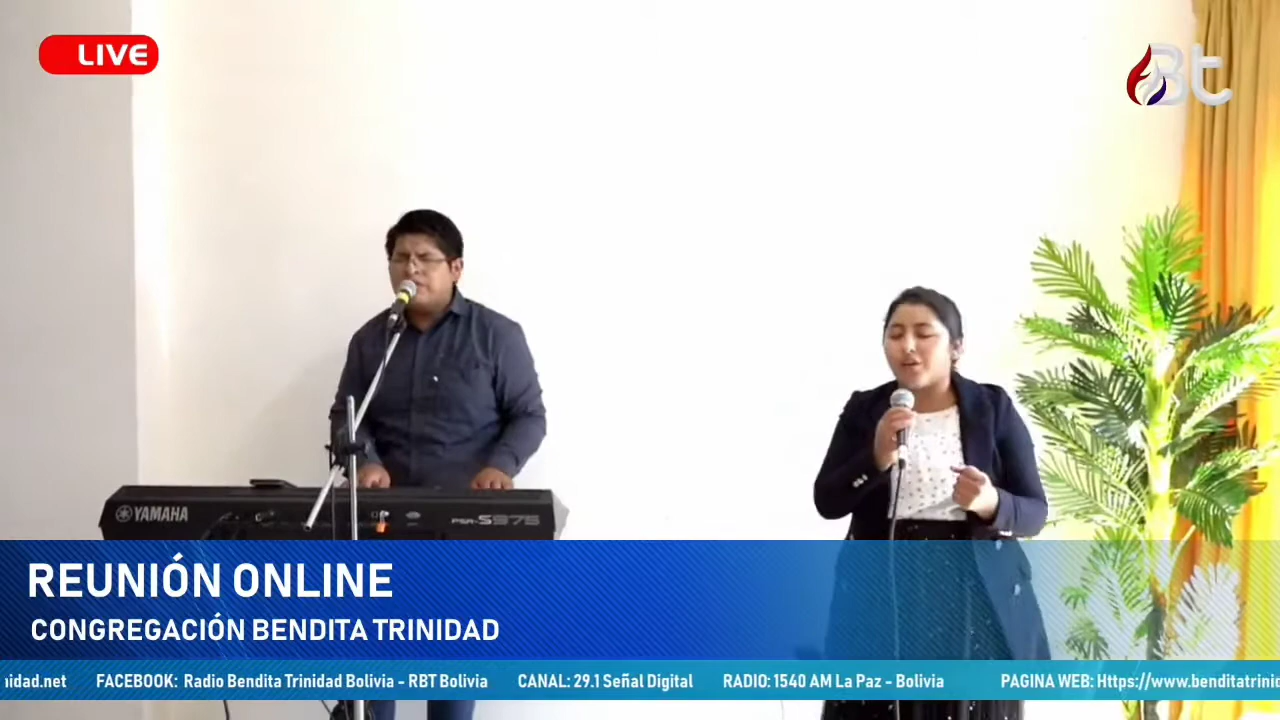 LIVE
Bt
YAMAHA
PSR-S975
REUNIÓN ONLINE
CONGREGACIÓN BENDITA TRINIDAD
nidad.net FACEBOOK: Radio Bendita Trinidad Bolivia - RBT Bolivia CANAL: 29.1 Señal Digital RADIO: 1540 AM La Paz - Bolivia PAGINA WEB: Https://www.benditatrinid